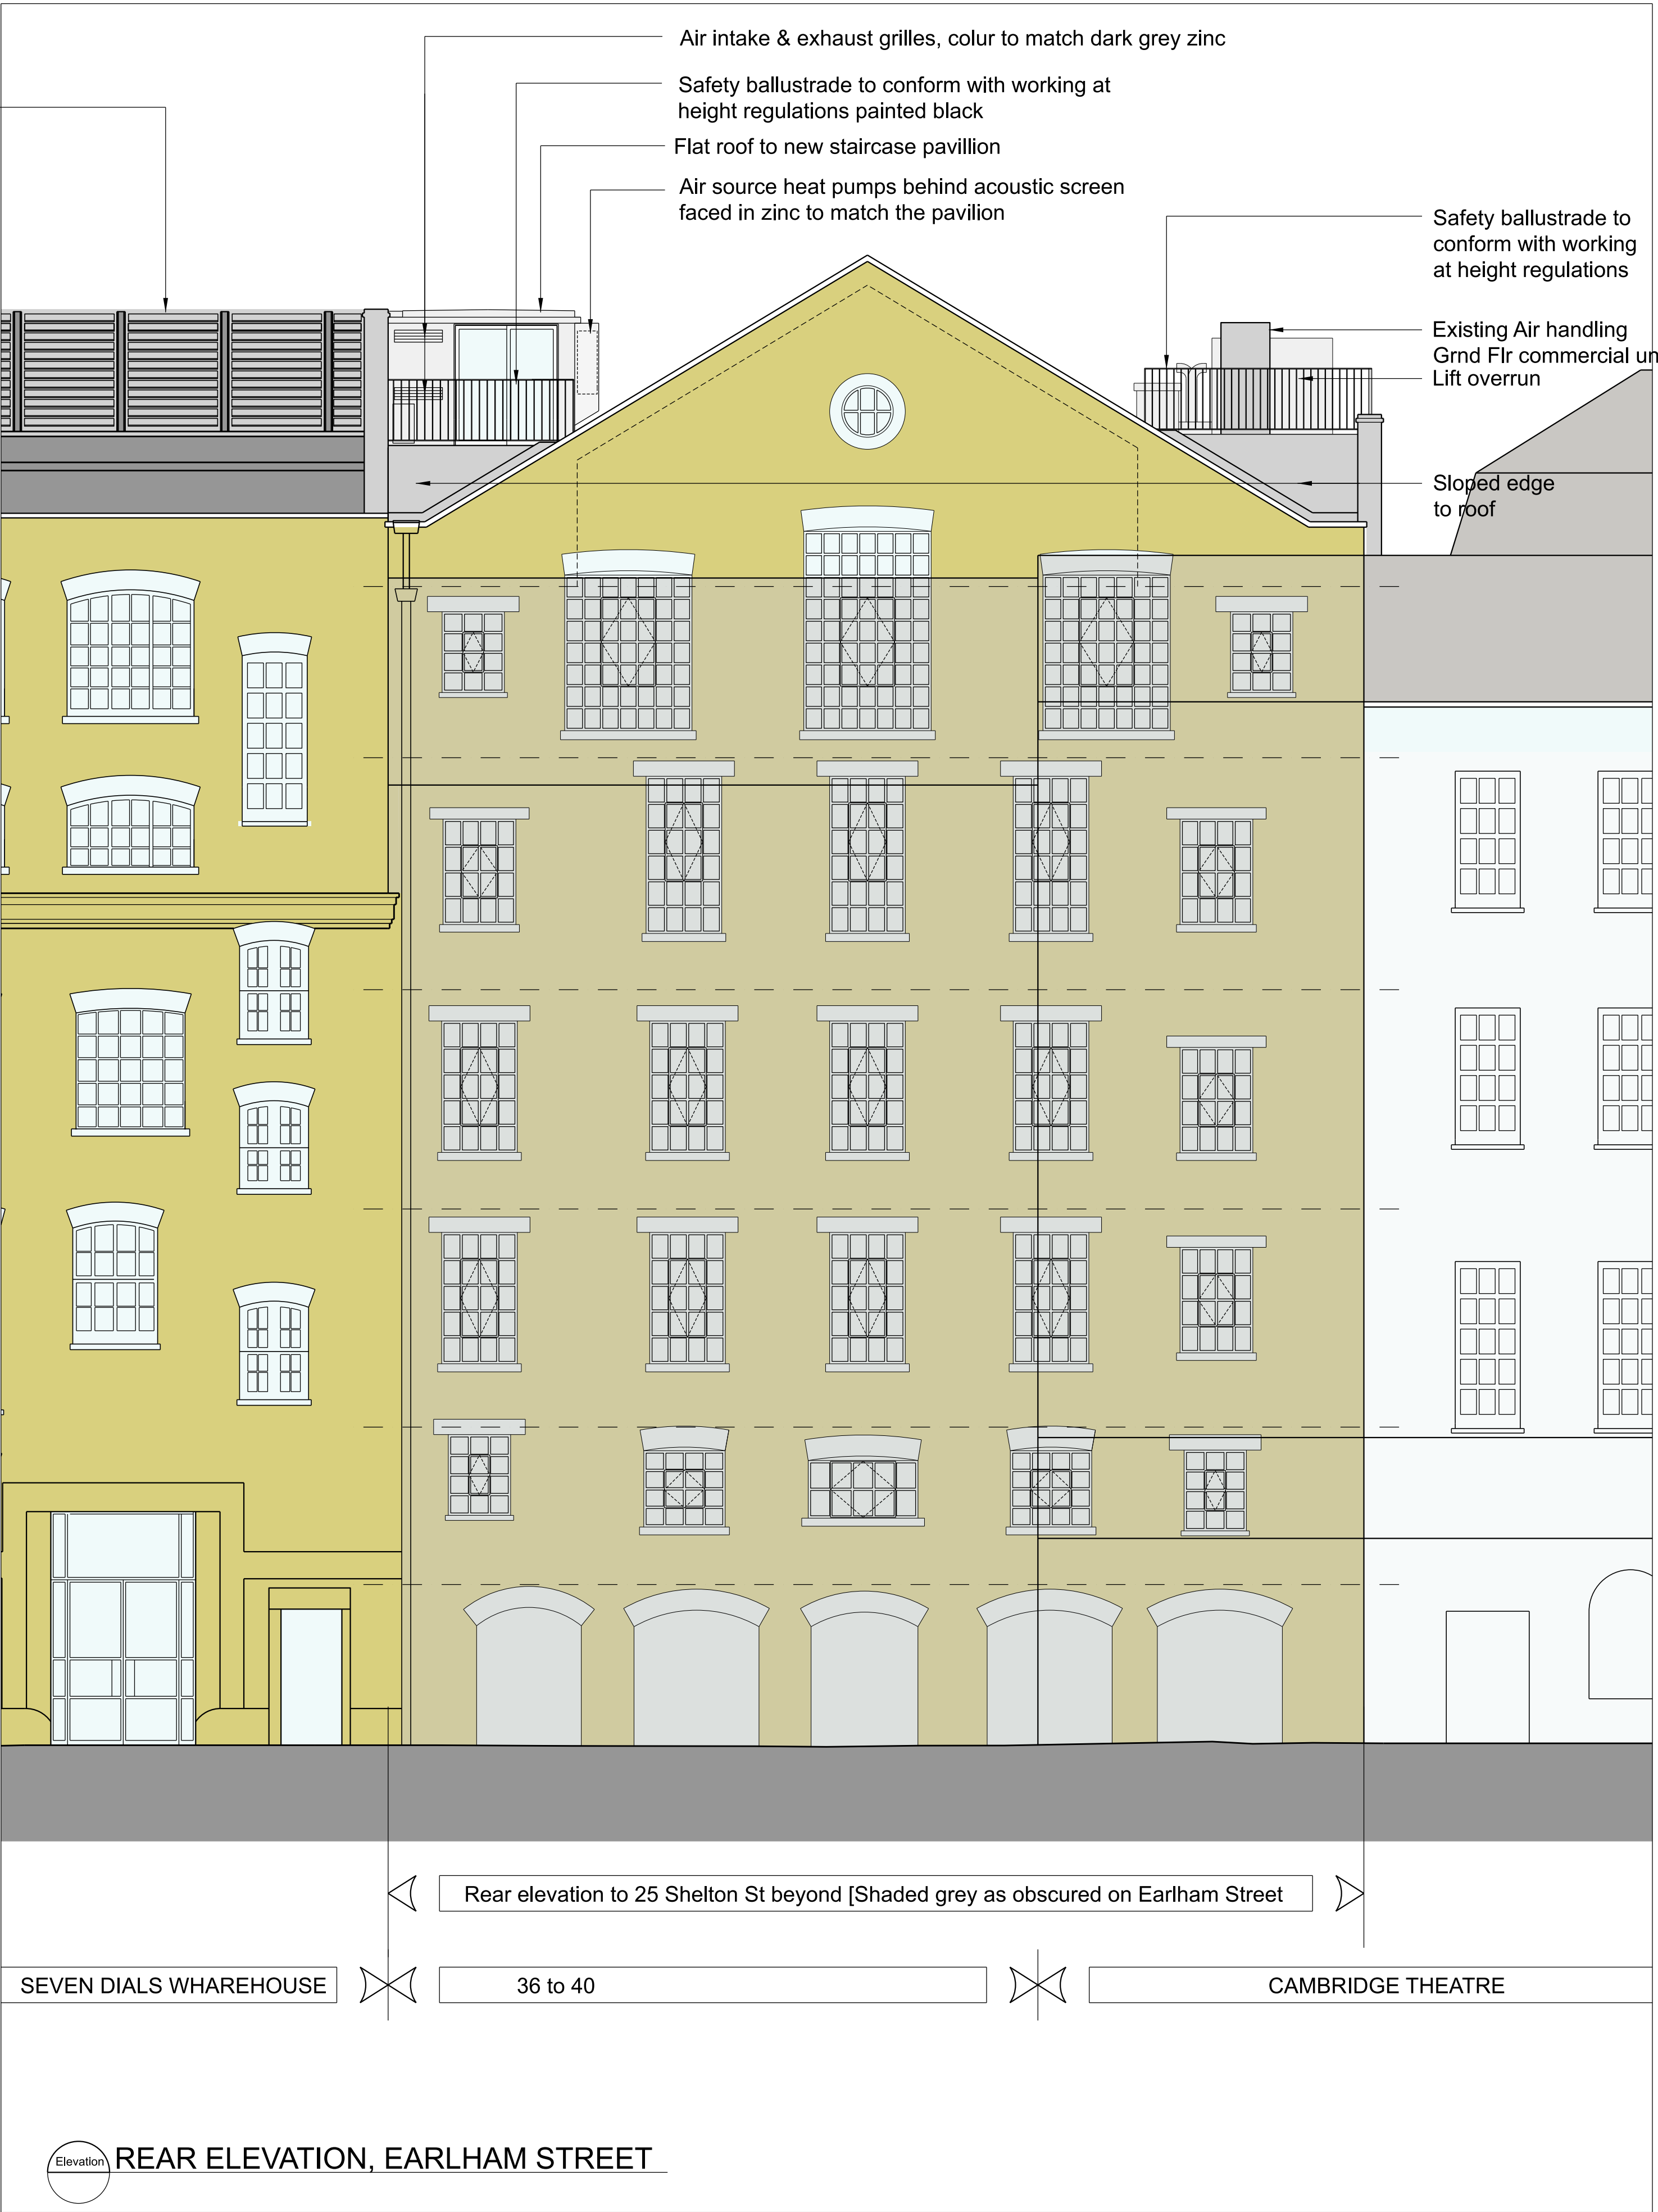 Air intake & exhaust grilles, colur to match dark grey zinc
Safety ballustrade to conform with working at
height regulations painted black
Flat roof to new staircase pavillion
Air source heat pumps behind acoustic screen
faced in zinc to match the pavilion
Safety ballustrade to
conform with working
at height regulations
Existing Air handling
Grnd Flr commercial un
Lift overrun
Sloped edge
to roof
Rear elevation to 25 Shelton St beyond [Shaded grey as obscured on Earlham Street
SEVEN DIALS WHAREHOUSE
36 to 40
CAMBRIDGE THEATRE
Elevation
REAR ELEVATION, EARLHAM STREET